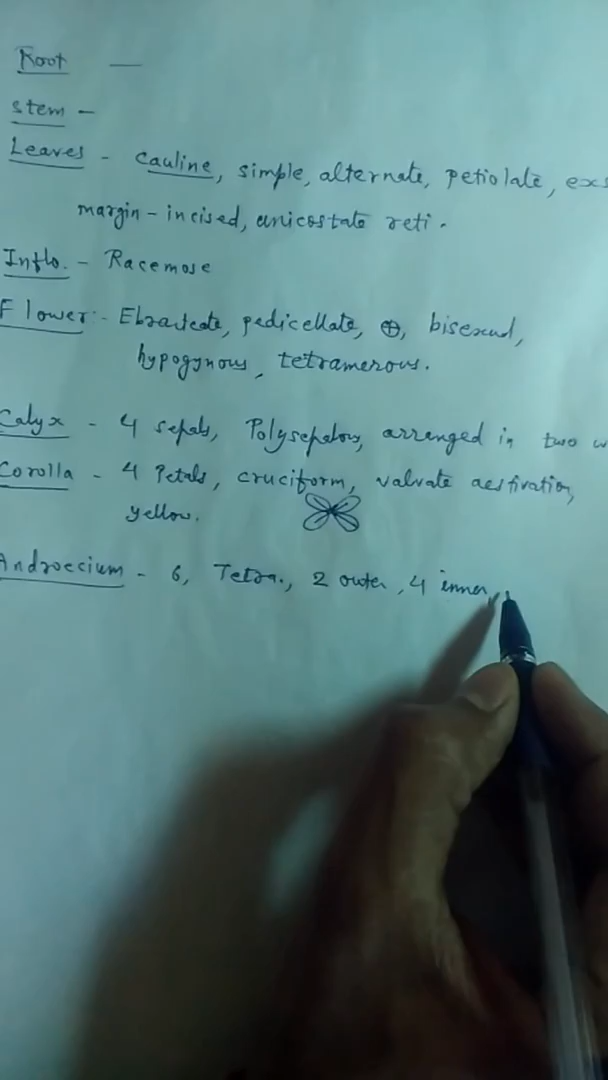 Root —
Stem -
Leaves - Cauline, simple, alternate, petiolate, exs
margin - incised, unicostate reti.
Inflo. - Racemose
Flower:- Ebracteate, pedicellate, ⊕, bisexual,
hypogynous, tetramerous.
Calyx - 4 sepals, Polysepalous, arranged in two w
Corolla - 4 Petals, cruciform, valvate aestivation,
yellow.
Androecium - 6, Tetra., 2 outer, 4 inner,